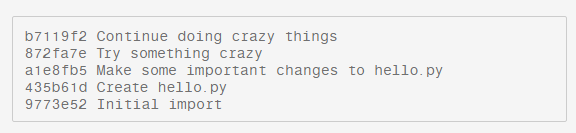 b7119f2 Continue doing crazy things
872fa7e Try something crazy
a1e8fb5 Make some important changes to hello.py
435b61d Create hello.py
9773e52 Initial import